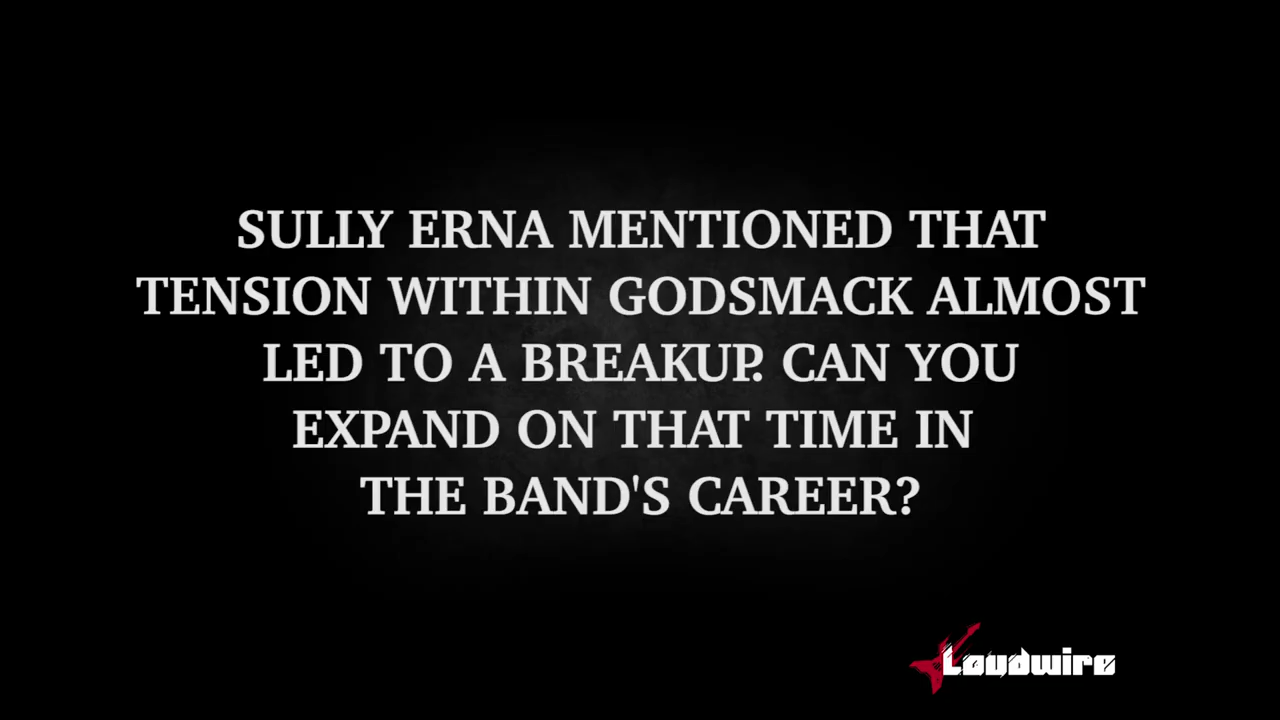 SULLY ERNA MENTIONED THAT
TENSION WITHIN GODSMACK ALMOST
LED TO A BREAKUP. CAN YOU
EXPAND ON THAT TIME IN
THE BAND'S CAREER?
Loudwire